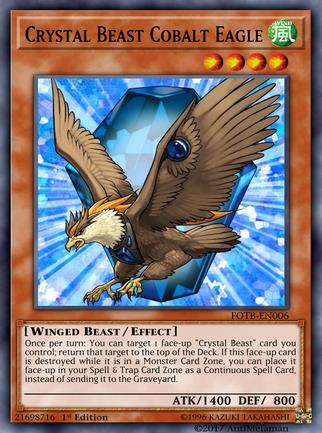 CRYSTAL BEAST COBALT EAGLE
WIND
風
FOTB-EN006
[WINGED BEAST / EFFECT]
Once per turn: You can target 1 face-up "Crystal Beast" card you
control; return that target to the top of the Deck. If this face-up card
is destroyed while it is in a Monster Card Zone, you can place it
face-up in your Spell & Trap Card Zone as a Continuous Spell Card,
instead of sending it to the Graveyard.
ATK/1400 DEF/ 800
21698716 1st Edition ©1996 KAZUKI TAKAHASHI
©2017 AntiMetaman